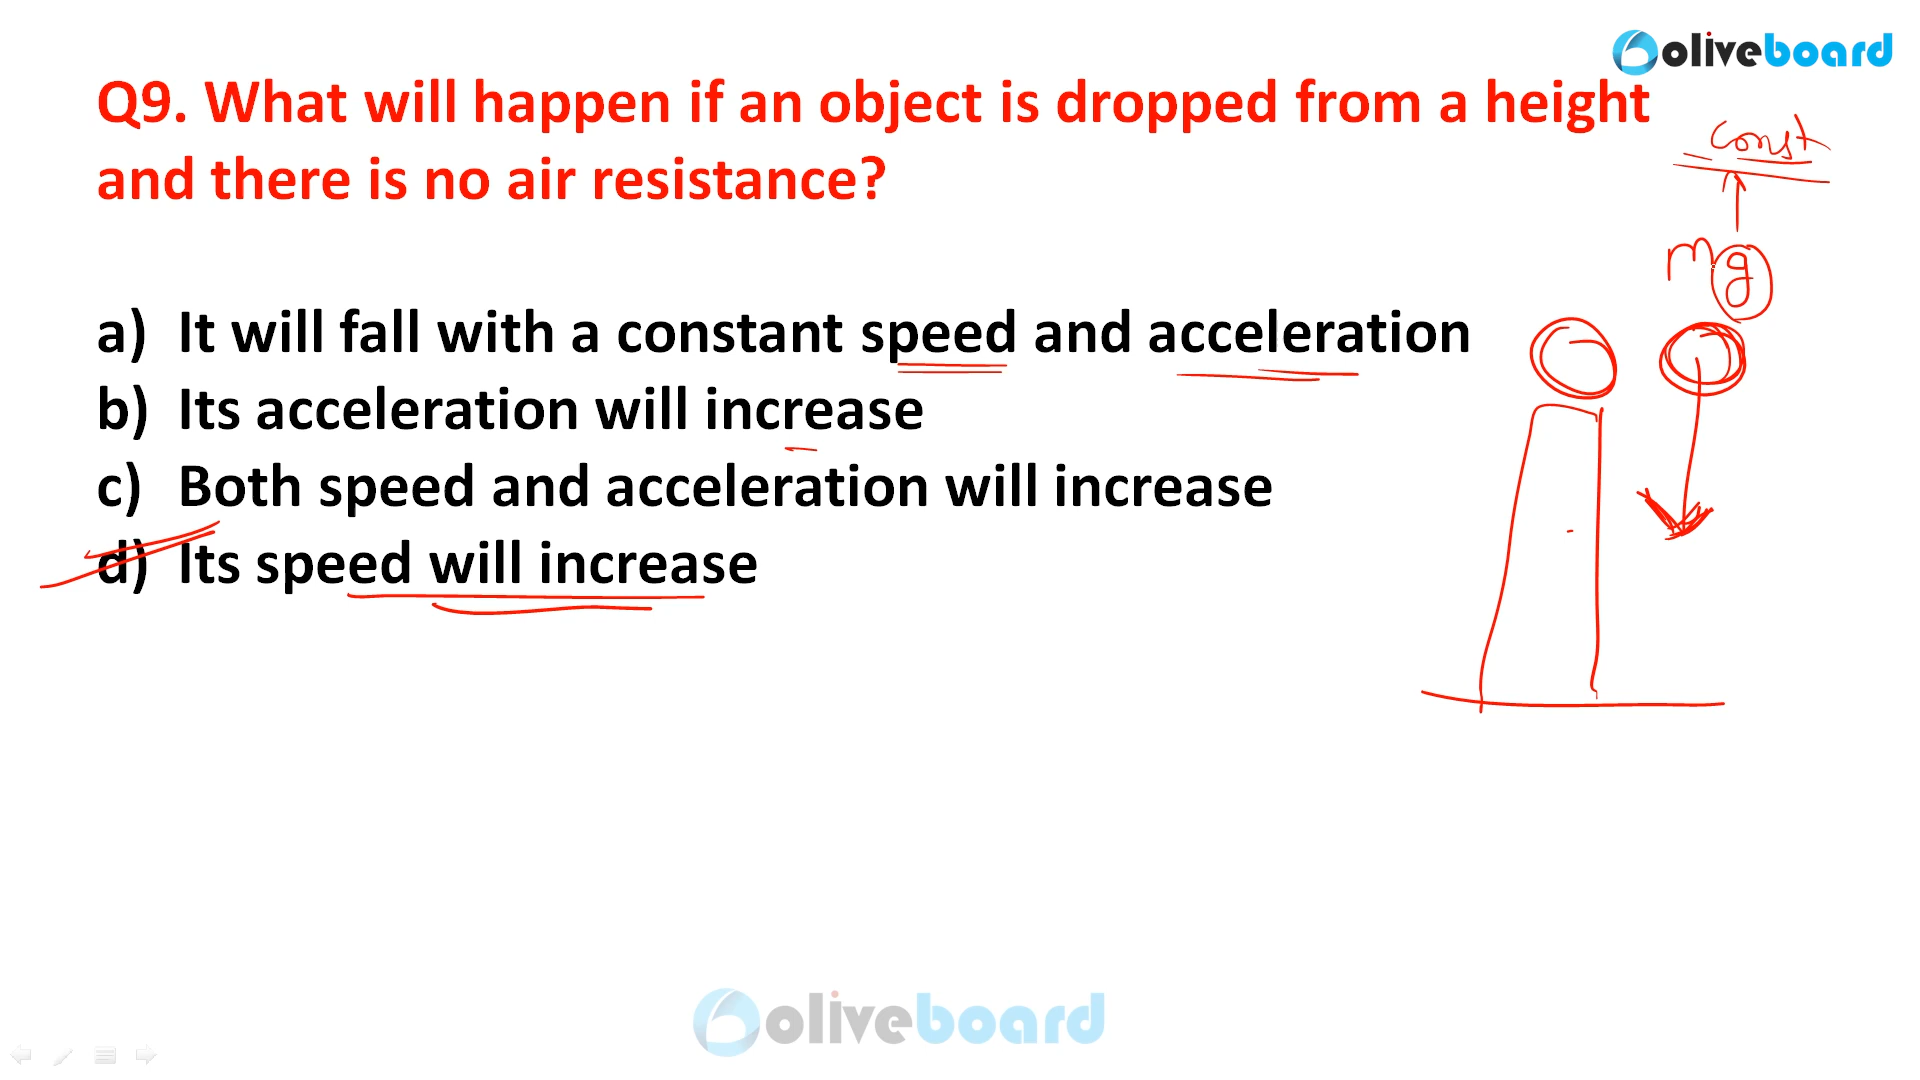 oliveboard
Q9. What will happen if an object is dropped from a height
and there is no air resistance?
const
mg
a) It will fall with a constant speed and acceleration
b) Its acceleration will increase
c) Both speed and acceleration will increase
d) Its speed will increase
oliveboard